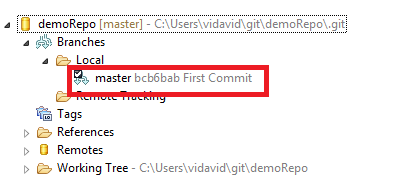 demoRepo [master] - C:\Users\vidavid\git\demoRepo\.git
Branches
Local
master bcb6bab First Commit
Remote Tracking
Tags
References
Remotes
Working Tree - C:\Users\vidavid\git\demoRepo